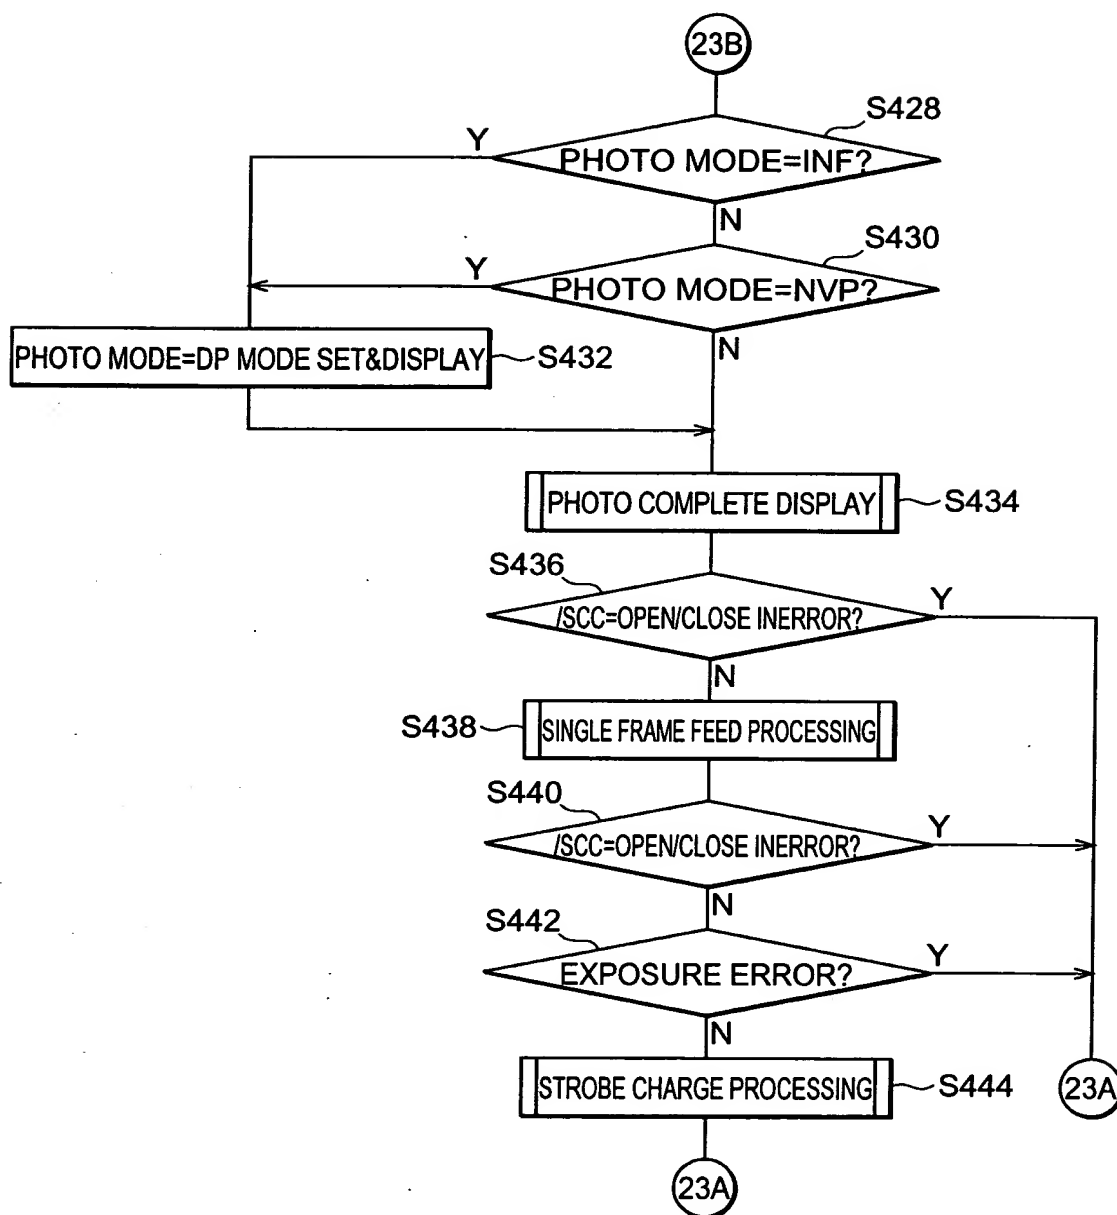 23B
S428
Y
PHOTO MODE=INF?
N
S430
Y
PHOTO MODE=NVP?
N
PHOTO MODE=DP MODE SET&DISPLAY
S432
PHOTO COMPLETE DISPLAY
S434
S436
/SCC=OPEN/CLOSE INERROR?
Y
N
S438
SINGLE FRAME FEED PROCESSING
S440
/SCC=OPEN/CLOSE INERROR?
Y
N
S442
EXPOSURE ERROR?
Y
N
STROBE CHARGE PROCESSING
S444
23A
23A